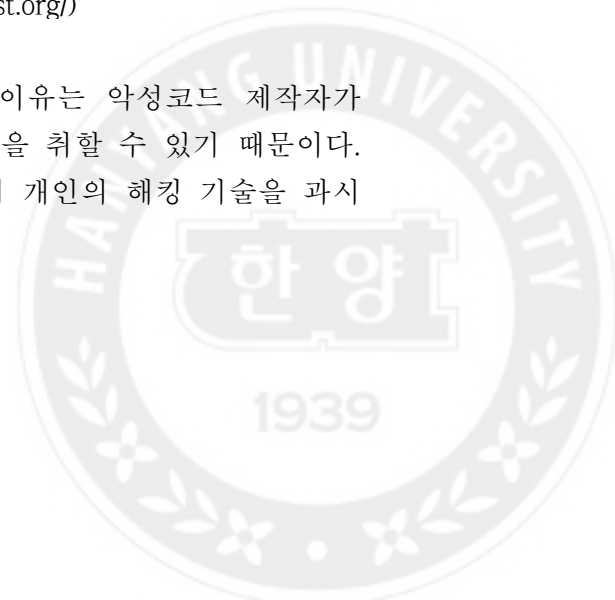 st.org/)
이유는 악성코드 제작자가
을 취할 수 있기 때문이다.
개인의 해킹 기술을 과시
HANYANG UNIVERSITY
한양
1939